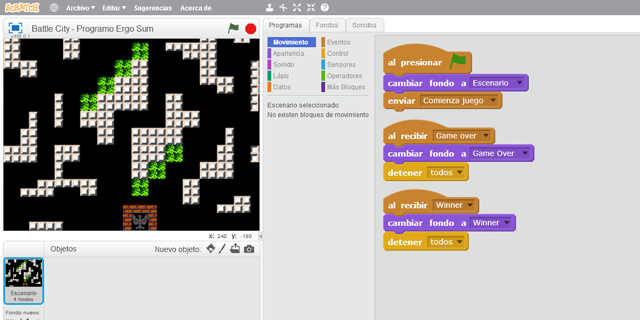 SCRATCH
Archivo
Editar
Sugerencias
Acerca de
Battle City - Programo Ergo Sum
v456.0.1
Programas
Fondos
Sonidos
Movimiento
Eventos
Apariencia
Control
Sonido
Sensores
Lápiz
Operadores
Datos
Más Bloques
Escenario seleccionado:
No existen bloques de movimiento
al presionar
cambiar fondo a Escenario
enviar Comienza juego
al recibir Game over
cambiar fondo a Game Over
detener todos
al recibir Winner
cambiar fondo a Winner
detener todos
x: 240 y: -180
Objetos
Nuevo objeto:
Escenario
4 fondos
Fondo nuevo: